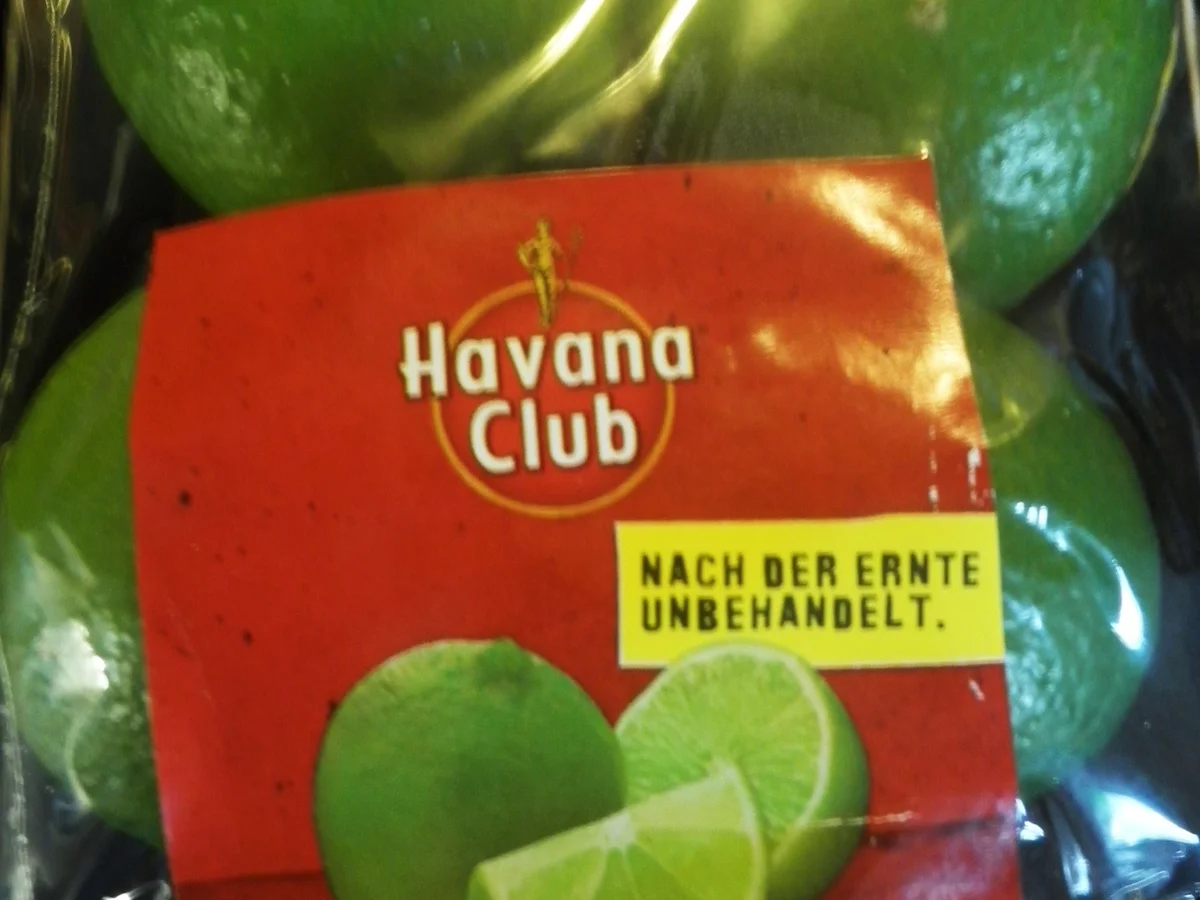 Havana
Club
NACH DER ERNTE
UNBEHANDELT.